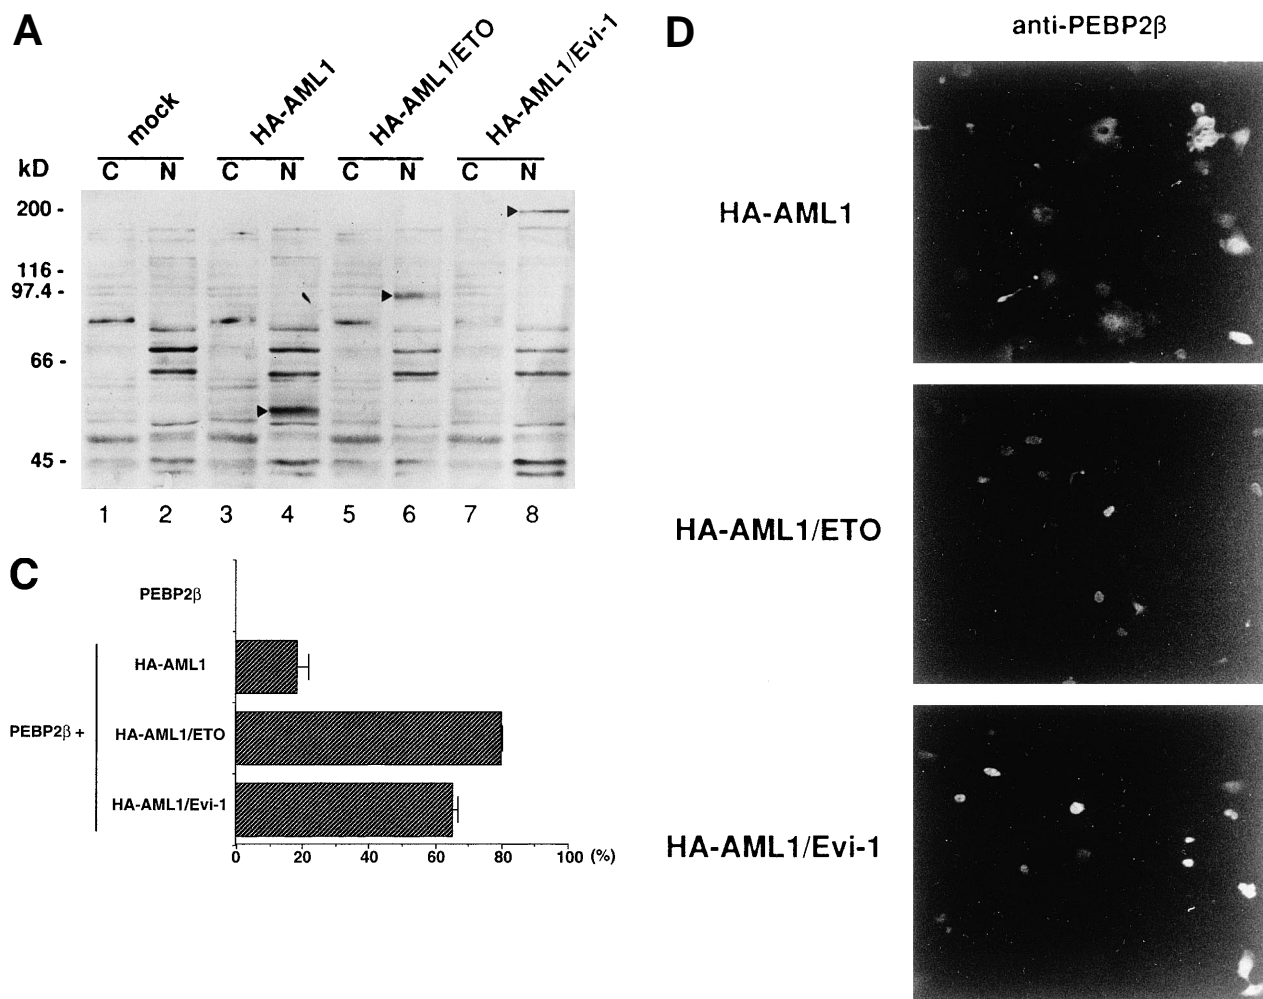 A
mock
HA-AML1
HA-AML1/ETO
HA-AML1/Evi-1
kD
C N C N C N C N
200 -
116 -
97.4 -
66 -
45 -
1 2 3 4 5 6 7 8
C
PEBP2β
HA-AML1
PEBP2β +
HA-AML1/ETO
HA-AML1/Evi-1
0 20 40 60 80 100 (%)
D
anti-PEBP2β
HA-AML1
HA-AML1/ETO
HA-AML1/Evi-1